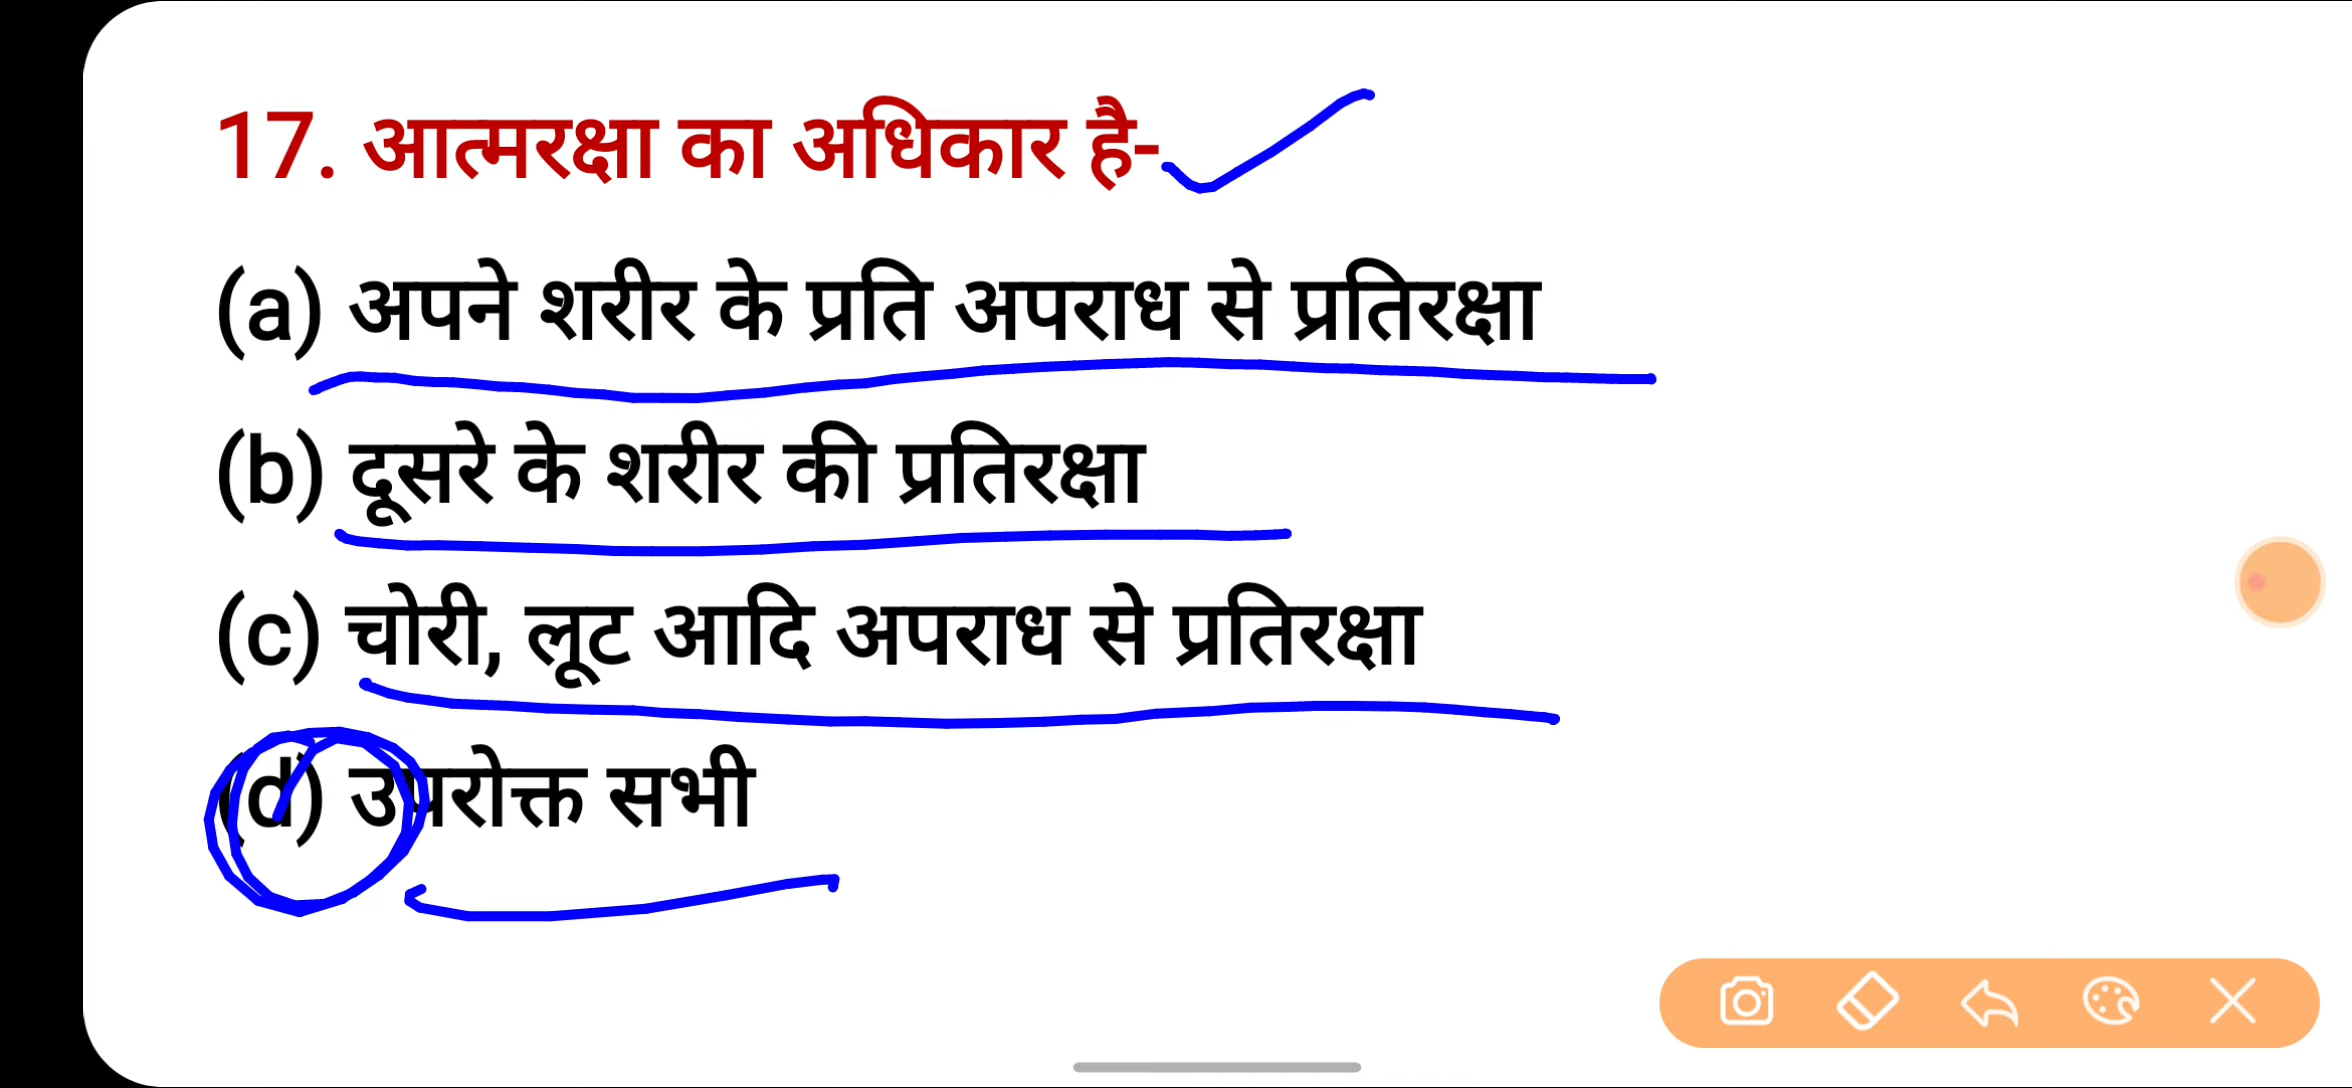 17. आत्मरक्षा का अधिकार है-
(a) अपने शरीर के प्रति अपराध से प्रतिरक्षा
(b) दूसरे के शरीर की प्रतिरक्षा
(c) चोरी, लूट आदि अपराध से प्रतिरक्षा
(d) उपरोक्त सभी